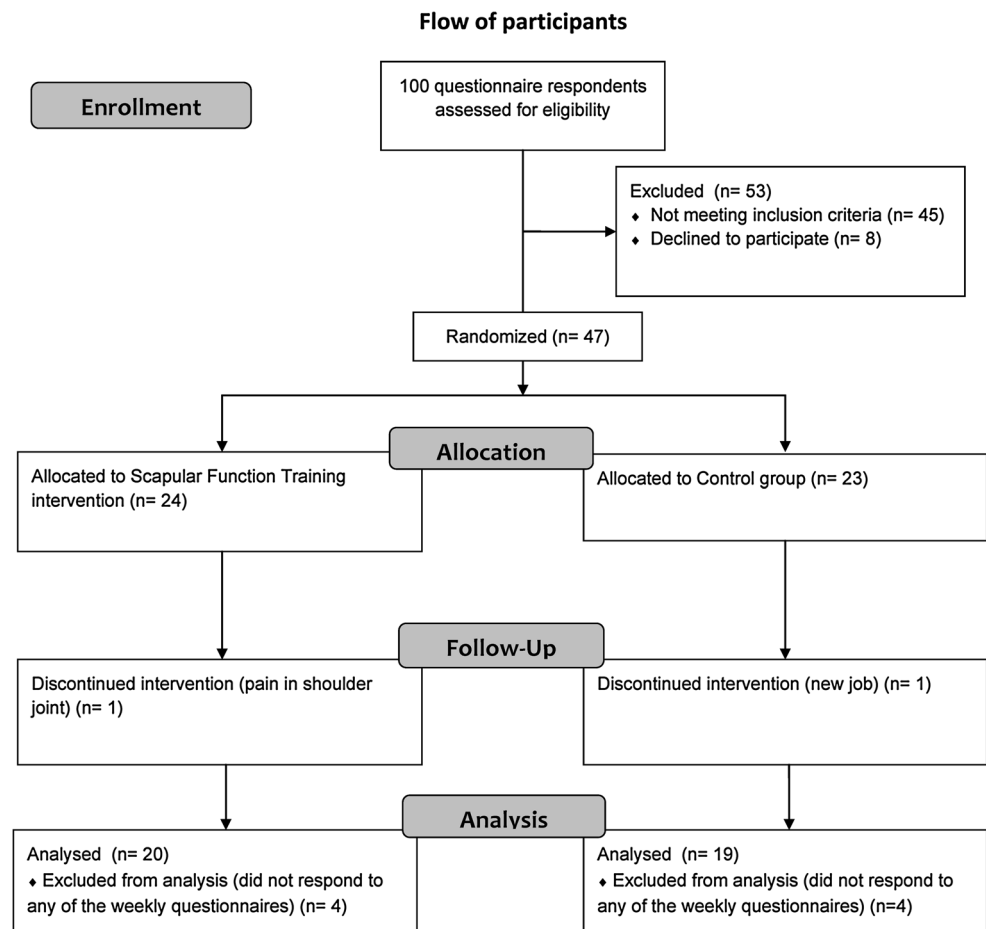 Flow of participants
Enrollment
100 questionnaire respondents
assessed for eligibility
Excluded (n= 53)
♦ Not meeting inclusion criteria (n= 45)
♦ Declined to participate (n= 8)
Randomized (n= 47)
Allocation
Allocated to Scapular Function Training
intervention (n= 24)
Allocated to Control group (n= 23)
Follow-Up
Discontinued intervention (pain in shoulder
joint) (n= 1)
Discontinued intervention (new job) (n= 1)
Analysis
Analysed (n= 20)
♦ Excluded from analysis (did not respond to
any of the weekly questionnaires) (n= 4)
Analysed (n= 19)
♦ Excluded from analysis (did not respond to
any of the weekly questionnaires) (n=4)